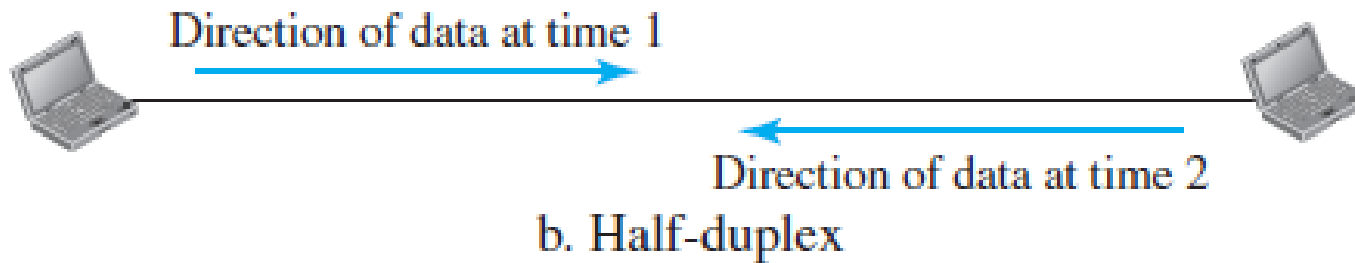 Direction of data at time 1
Direction of data at time 2
b. Half-duplex